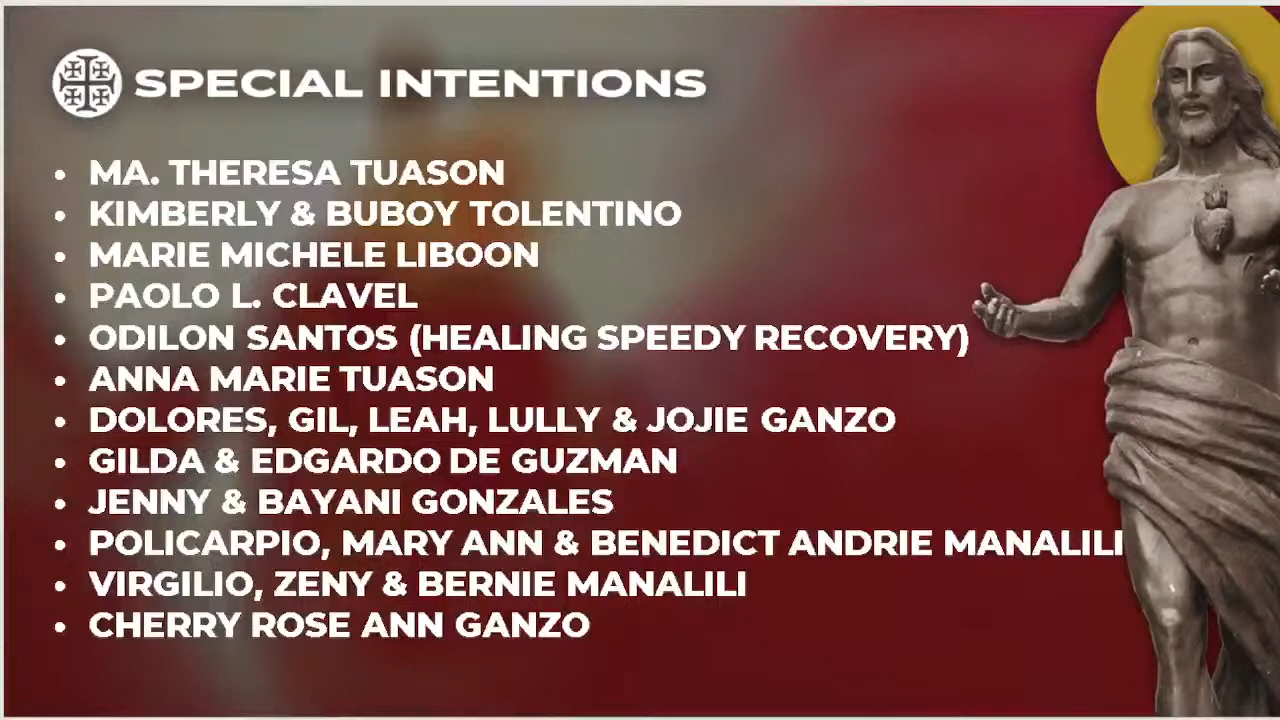 SPECIAL INTENTIONS
• MA. THERESA TUASON
• KIMBERLY & BUBOY TOLENTINO
• MARIE MICHELE LIBOON
• PAOLO L. CLAVEL
• ODILON SANTOS (HEALING SPEEDY RECOVERY)
• ANNA MARIE TUASON
• DOLORES, GIL, LEAH, LULLY & JOJIE GANZO
• GILDA & EDGARDO DE GUZMAN
• JENNY & BAYANI GONZALES
• POLICARPIO, MARY ANN & BENEDICT ANDRIE MANALILI
• VIRGILIO, ZENY & BERNIE MANALILI
• CHERRY ROSE ANN GANZO